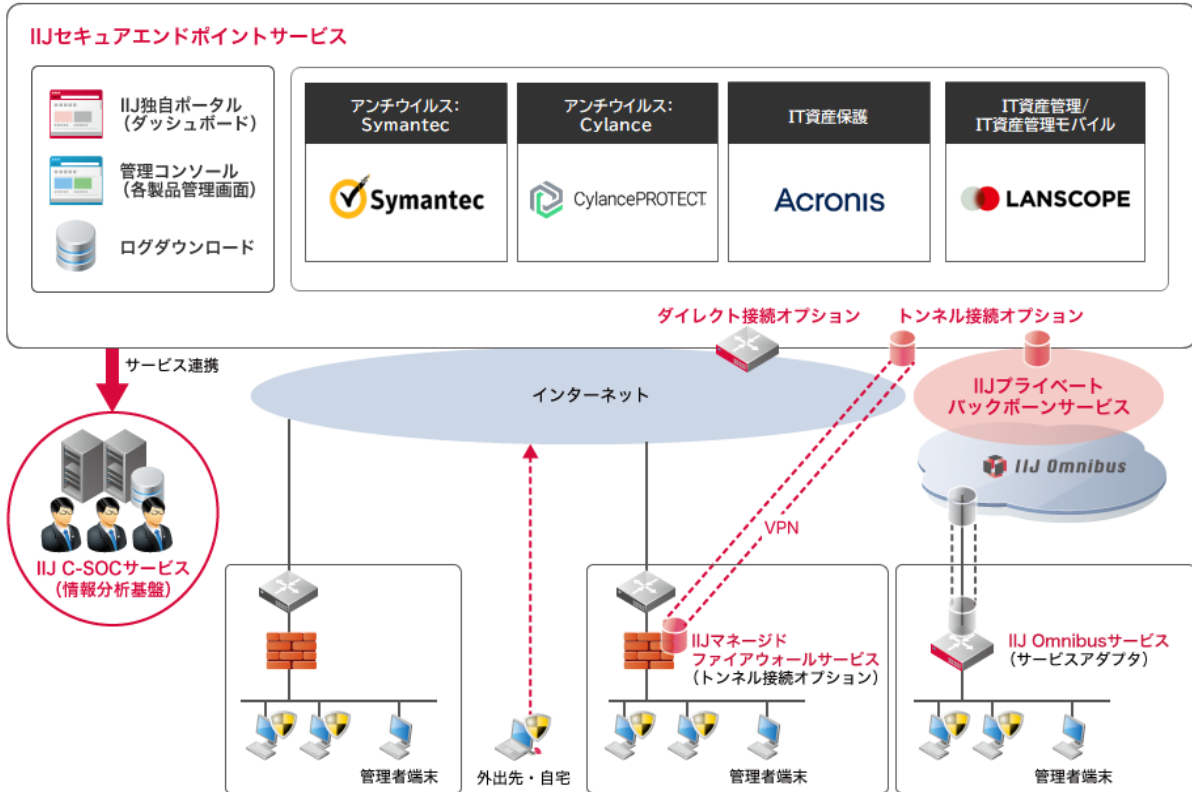 IIJセキュアエンドポイントサービス
IIJ独自ポータル
（ダッシュボード）
管理コンソール
（各製品管理画面）
ログダウンロード
アンチウイルス：
Symantec
Symantec
アンチウイルス：
Cylance
CylancePROTECT
IT資産保護
Acronis
IT資産管理/
IT資産管理モバイル
LANSCOPE
ダイレクト接続オプション
トンネル接続オプション
サービス連携
インターネット
IIJプライベート
バックボーンサービス
IIJ Omnibus
VPN
IIJ C-SOCサービス
（情報分析基盤）
IIJマネージド
ファイアウォールサービス
（トンネル接続オプション）
IIJ Omnibusサービス
（サービスアダプタ）
管理者端末
外出先・自宅
管理者端末
管理者端末